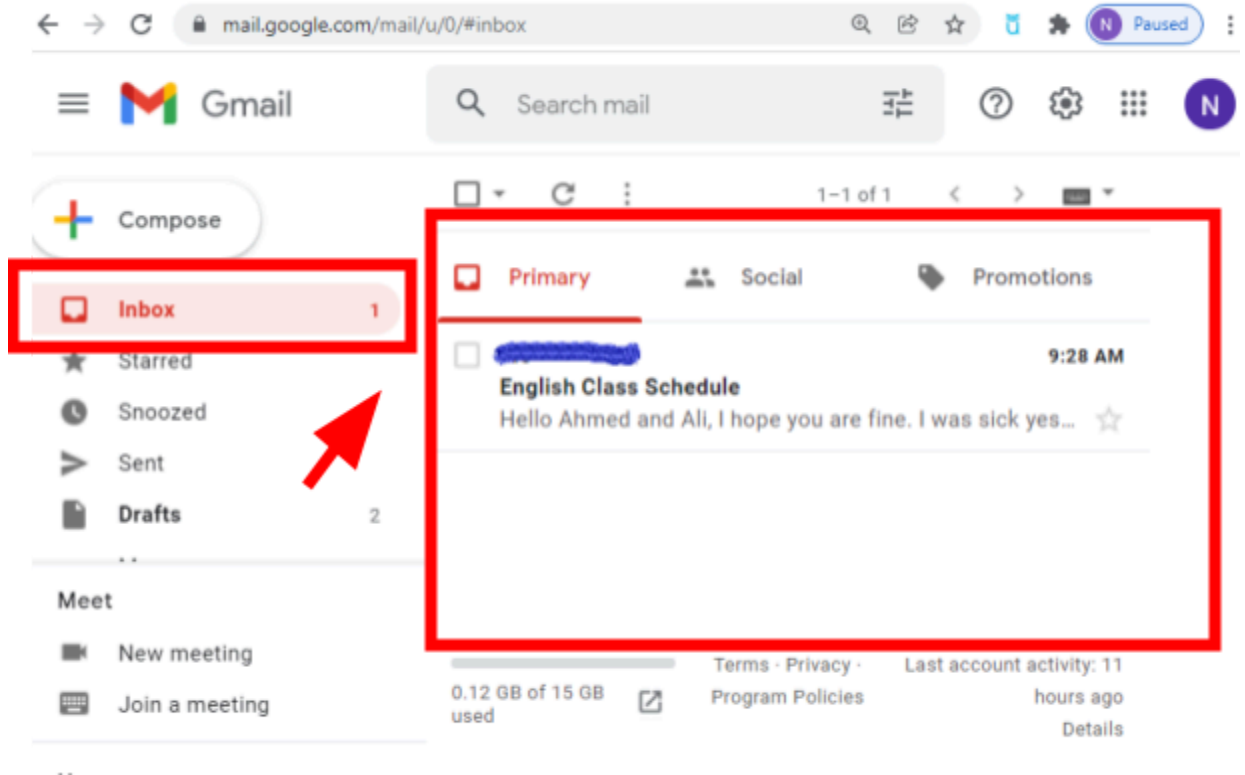 mail.google.com/mail/u/0/#inbox
N Paused
Gmail
Search mail
N
Compose
1–1 of 1
Inbox 1
Starred
Snoozed
Sent
Drafts 2
Primary Social Promotions
9:28 AM
English Class Schedule
Hello Ahmed and Ali, I hope you are fine. I was sick yes...
Meet
New meeting
Join a meeting
0.12 GB of 15 GB
used
Terms · Privacy ·
Program Policies
Last account activity: 11
hours ago
Details